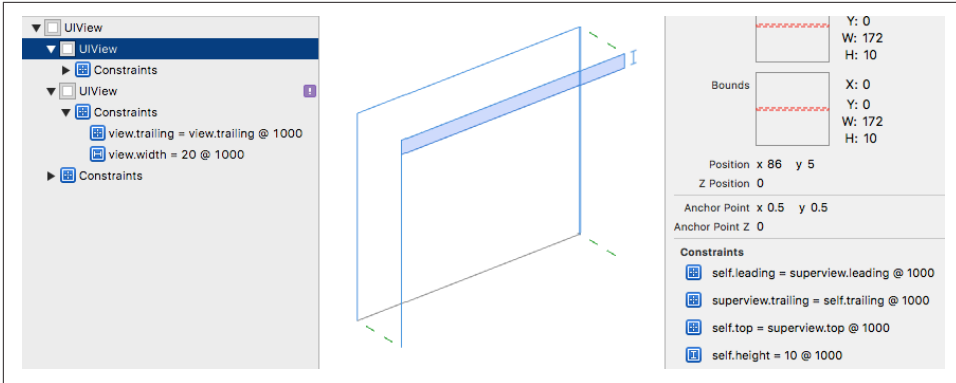 UIView
UIView
Constraints
UIView
!
Constraints
view.trailing = view.trailing @ 1000
view.width = 20 @ 1000
Constraints
Y: 0
W: 172
H: 10
Bounds
X: 0
Y: 0
W: 172
H: 10
Position x 86 y 5
Z Position 0
Anchor Point x 0.5 y 0.5
Anchor Point Z 0
Constraints
self.leading = superview.leading @ 1000
superview.trailing = self.trailing @ 1000
self.top = superview.top @ 1000
self.height = 10 @ 1000